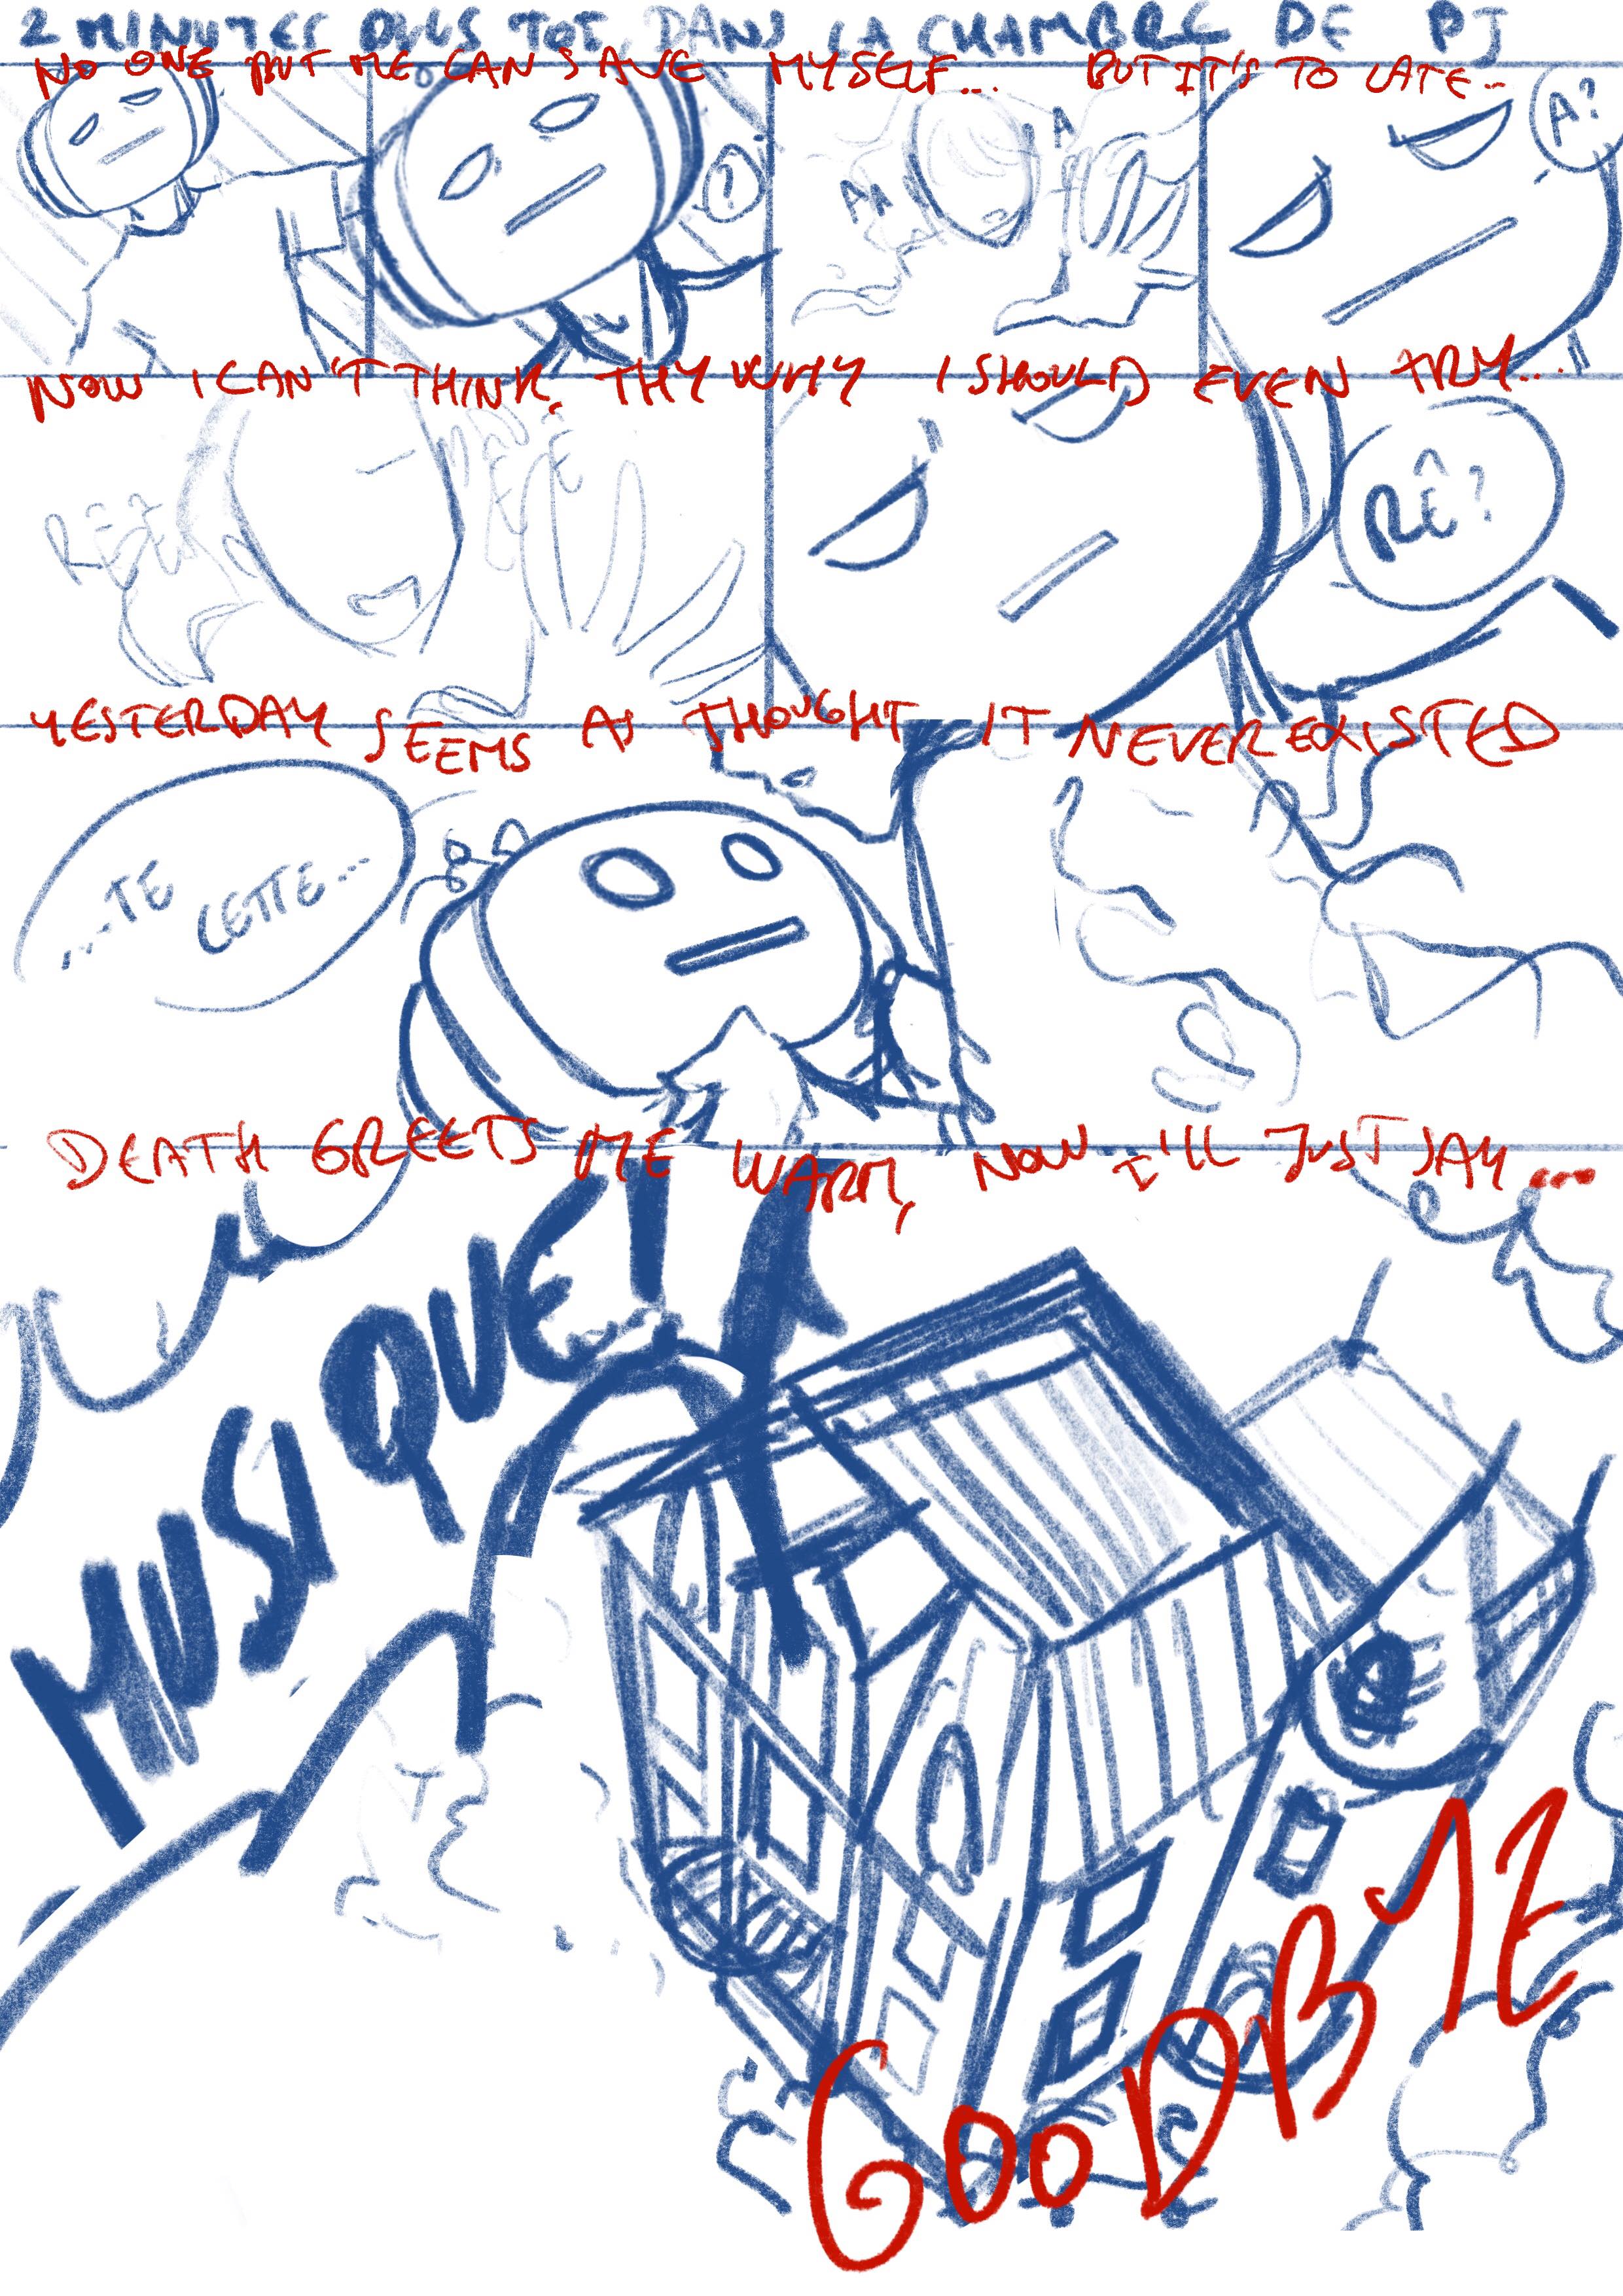 2 MINUTES PLUS TOT, DANS LA CHAMBRE DE PJ
NO ONE BUT ME CAN SAVE MYSELF... BUT IT'S TO LATE..
?
A
AA
A?
NOW I CAN'T THINK, THY WHY I SHOULD EVEN TRY...
RÊ?
YESTERDAY SEEMS AS THOUGHT IT NEVER EXISTED
...TE
CETTE...
DEATH GREETS ME WARM, NOW I'LL JUST SAY...
MUSIQUE!
GOODBYE